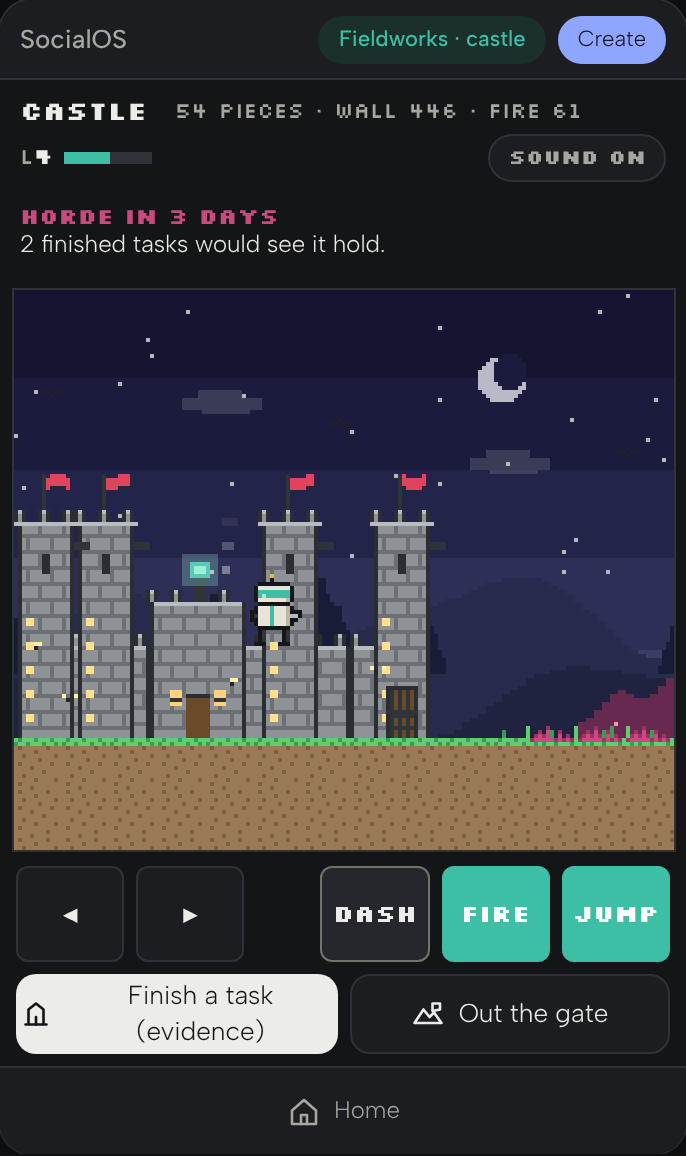 SocialOS
Fieldworks · castle
Create
CASTLE
54 PIECES · WALL 446 · FIRE 61
L4
SOUND ON
HORDE IN 3 DAYS
2 finished tasks would see it hold.
DASH
FIRE
JUMP
Finish a task
(evidence)
Out the gate
Home